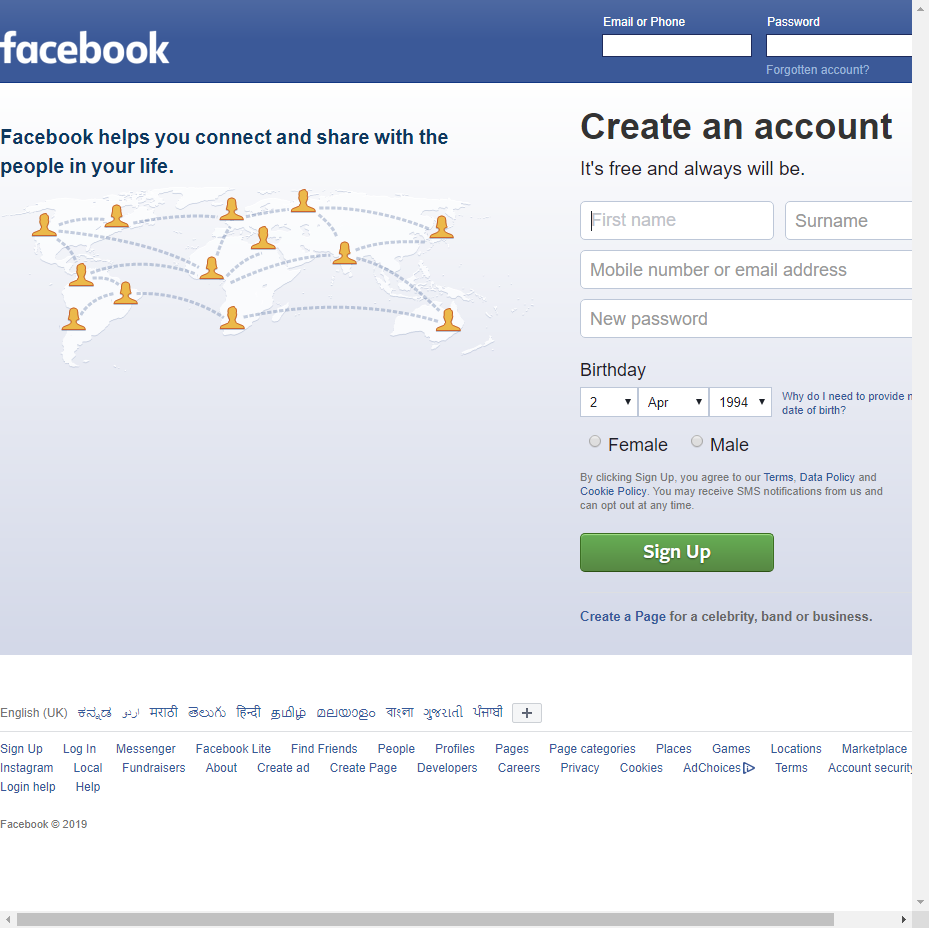 facebook
Email or Phone
Password
Forgotten account?
Facebook helps you connect and share with the
people in your life.
Create an account
It's free and always will be.
First name
Surname
Mobile number or email address
New password
Birthday
2 Apr 1994
Why do I need to provide
date of birth?
Female Male
By clicking Sign Up, you agree to our Terms, Data Policy and
Cookie Policy. You may receive SMS notifications from us and
can opt out at any time.
Sign Up
Create a Page for a celebrity, band or business.
English (UK) ಕನ್ನಡ اردو मराठी తెలుగు हिन्दी தமிழ் മലയാളം বাংলা ગુજરાતી ਪੰਜਾਬੀ +
Sign Up Log In Messenger Facebook Lite Find Friends People Profiles Pages Page categories Places Games Locations Marketplace
Instagram Local Fundraisers About Create ad Create Page Developers Careers Privacy Cookies AdChoices Terms Account security
Login help Help
Facebook © 2019